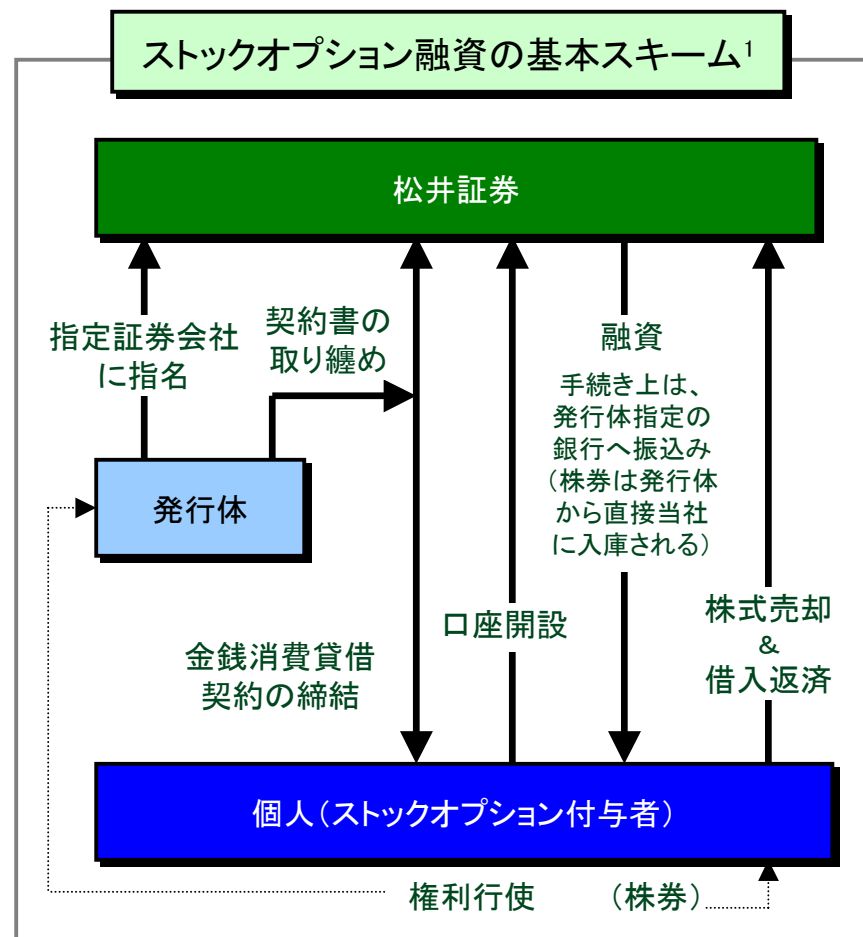 ストックオプション融資の基本スキーム¹
松井証券
指定証券会社
に指名
契約書の
取り纏め
融資
手続き上は、
発行体指定の
銀行へ振込み
（株券は発行体
から直接当社
に入庫される）
発行体
金銭消費貸借
契約の締結
口座開設
株式売却
&
借入返済
個人（ストックオプション付与者）
権利行使
（株券）